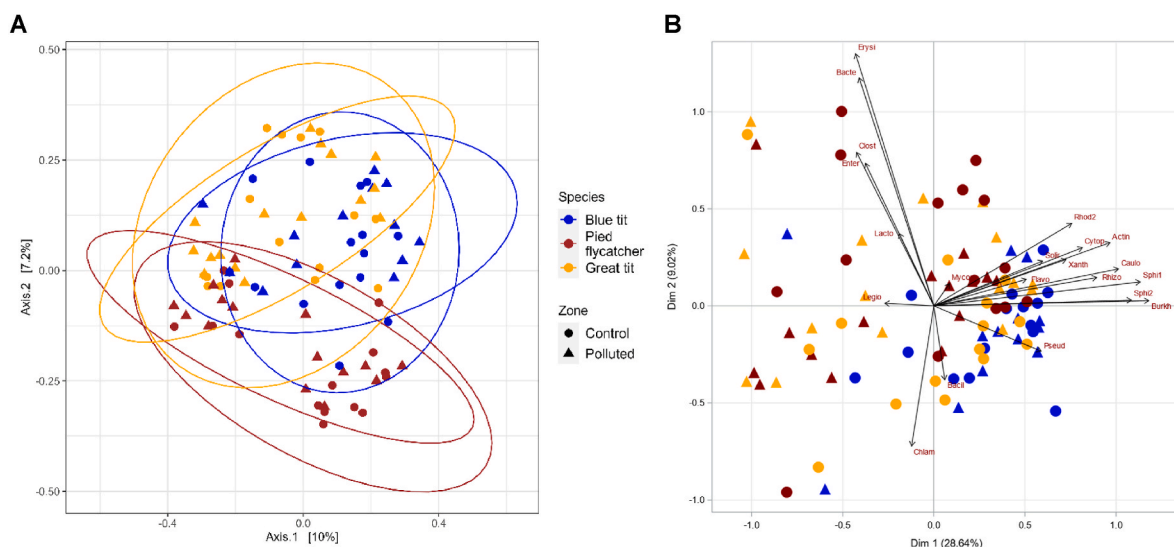 A
0.50
0.25
0.00
-0.25
-0.50
Axis.2 [7.2%]
-0.4
0.0
0.4
Axis.1 [10%]
Species
Blue tit
Pied
flycatcher
Great tit
Zone
Control
Polluted
B
1.0
0.5
0.0
-0.5
-1.0
Dim 2 (9.02%)
Erysi
Bacte
Clost
Enter
Lacto
Rhod2
Actin
Cytop
Solir
Xanth
Caulo
Myco
Flavo
Rhizo
Sphi1
Legio
Sphi2
Burkh
Pseud
Bacil
Chlam
-1.0
-0.5
0.0
0.5
1.0
Dim 1 (28.64%)